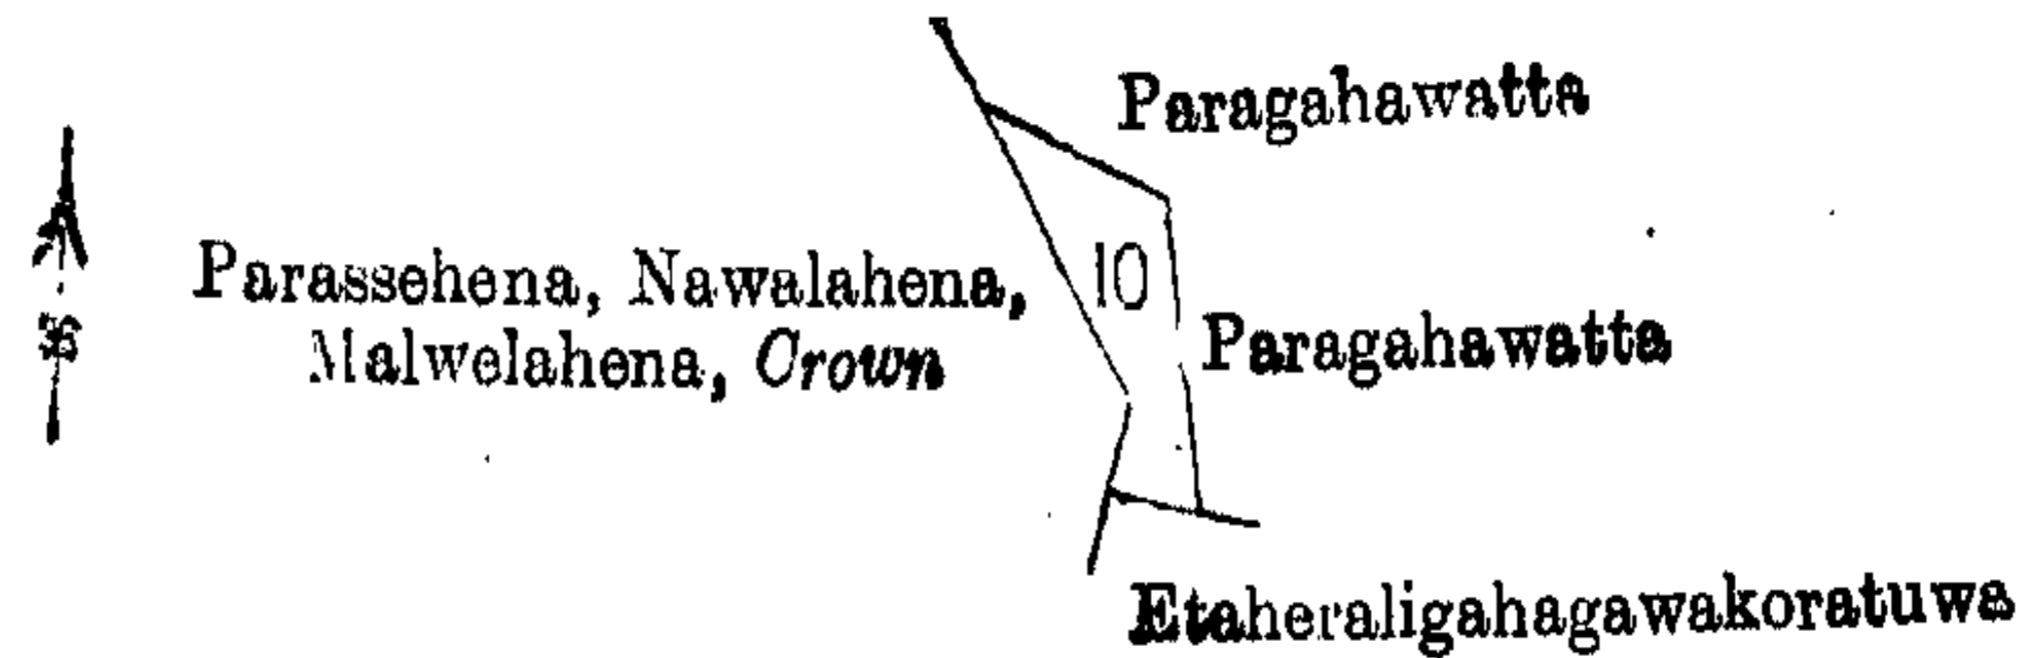 Paragahawatta
Parassehena, Nawalahena,
Malwelahena, Crown
10
Paragahawatta
Etaheraligahagawakoratuwa